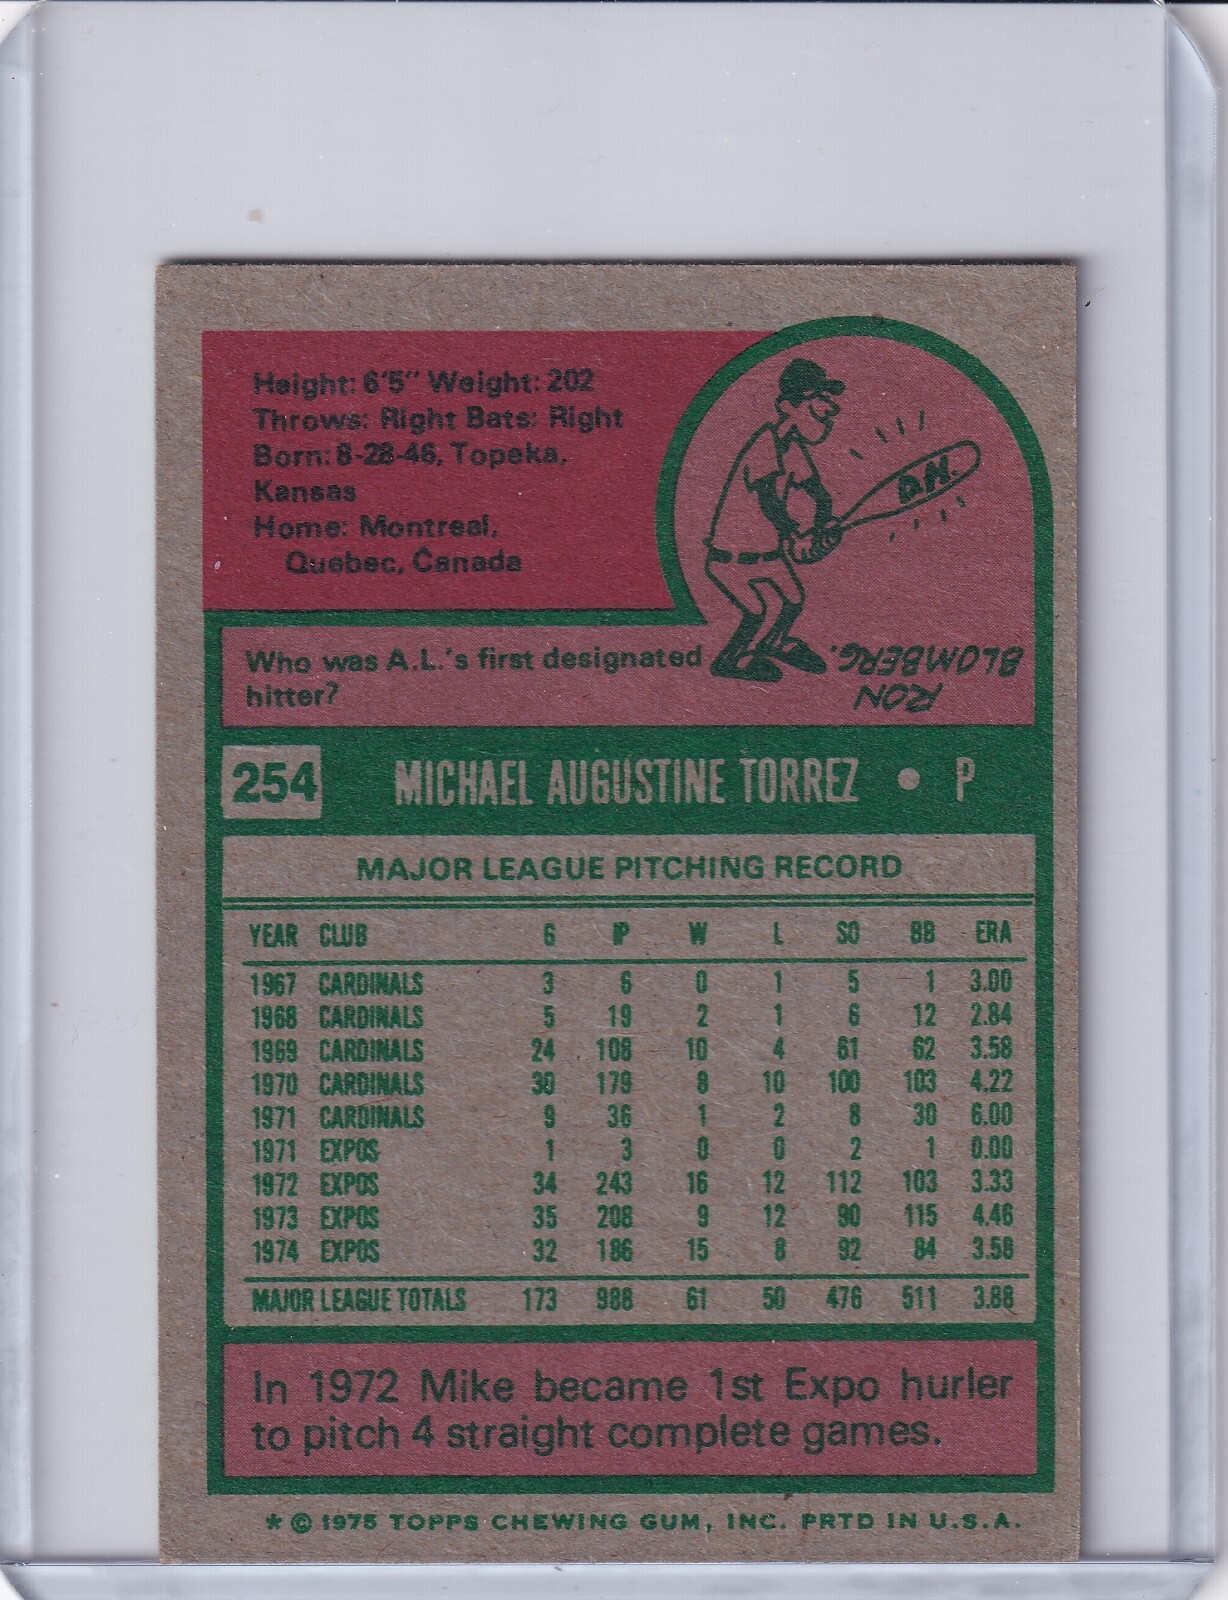 Height: 6'5" Weight: 202
Throws: Right Bats: Right
Born: 8-28-46, Topeka,
Kansas
Home: Montreal,
Quebec, Canada
D.H.
Who was A.L.'s first designated
hitter?
RON
BLOMBERG.
254 MICHAEL AUGUSTINE TORREZ • P
MAJOR LEAGUE PITCHING RECORD
YEAR CLUB G IP W L SO BB ERA
1967 CARDINALS 3 6 0 1 5 1 3.00
1968 CARDINALS 5 19 2 1 6 12 2.84
1969 CARDINALS 24 108 10 4 61 62 3.58
1970 CARDINALS 30 179 8 10 100 103 4.22
1971 CARDINALS 9 36 1 2 8 30 6.00
1971 EXPOS 1 3 0 0 2 1 0.00
1972 EXPOS 34 243 16 12 112 103 3.33
1973 EXPOS 35 208 9 12 90 115 4.46
1974 EXPOS 32 186 15 8 92 84 3.58
MAJOR LEAGUE TOTALS 173 988 61 50 476 511 3.88
In 1972 Mike became 1st Expo hurler
to pitch 4 straight complete games.
* © 1975 TOPPS CHEWING GUM, INC. PRTD IN U.S.A.